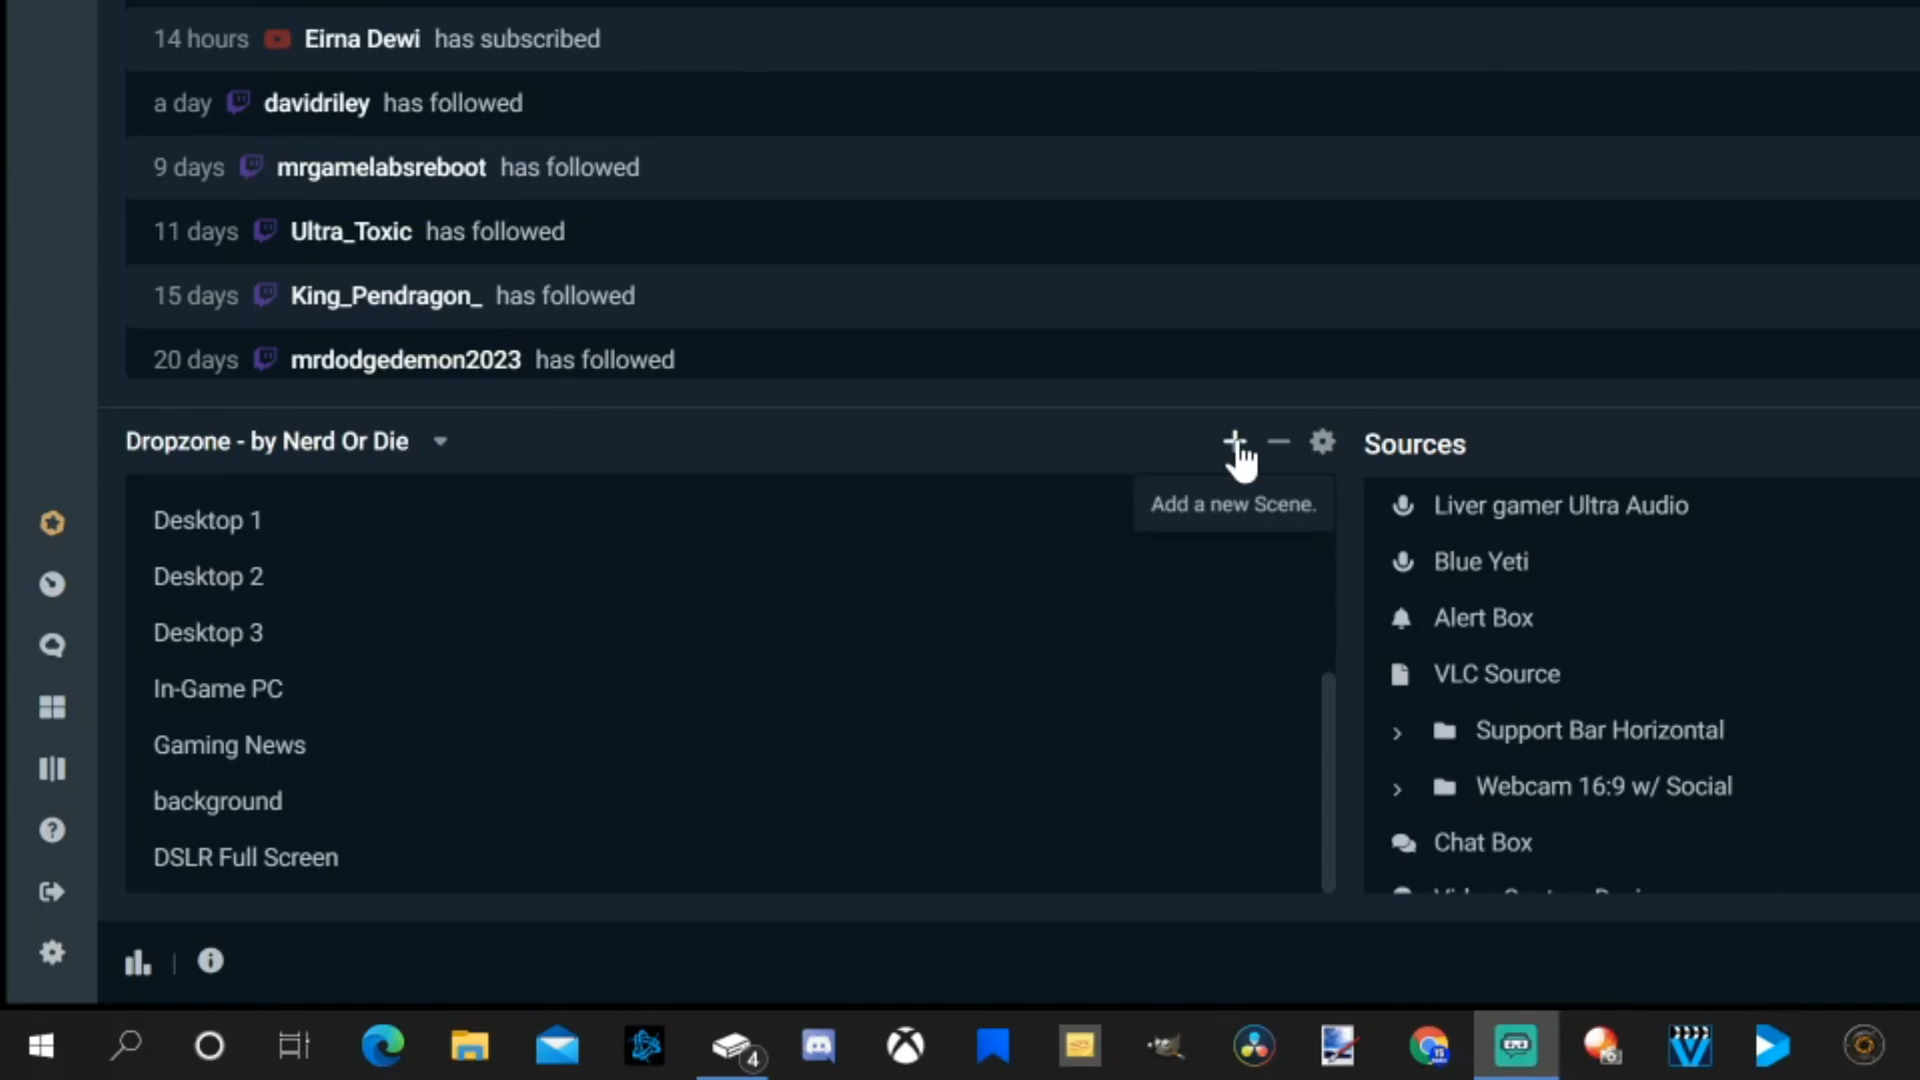 14 hours Eirna Dewi has subscribed
a day davidriley has followed
9 days mrgamelabsreboot has followed
11 days Ultra_Toxic has followed
15 days King_Pendragon_ has followed
20 days mrdodgedemon2023 has followed
Dropzone - by Nerd Or Die
Sources
Add a new Scene.
Desktop 1
Desktop 2
Desktop 3
In-Game PC
Gaming News
background
DSLR Full Screen
Liver gamer Ultra Audio
Blue Yeti
Alert Box
VLC Source
Support Bar Horizontal
Webcam 16:9 w/ Social
Chat Box
4